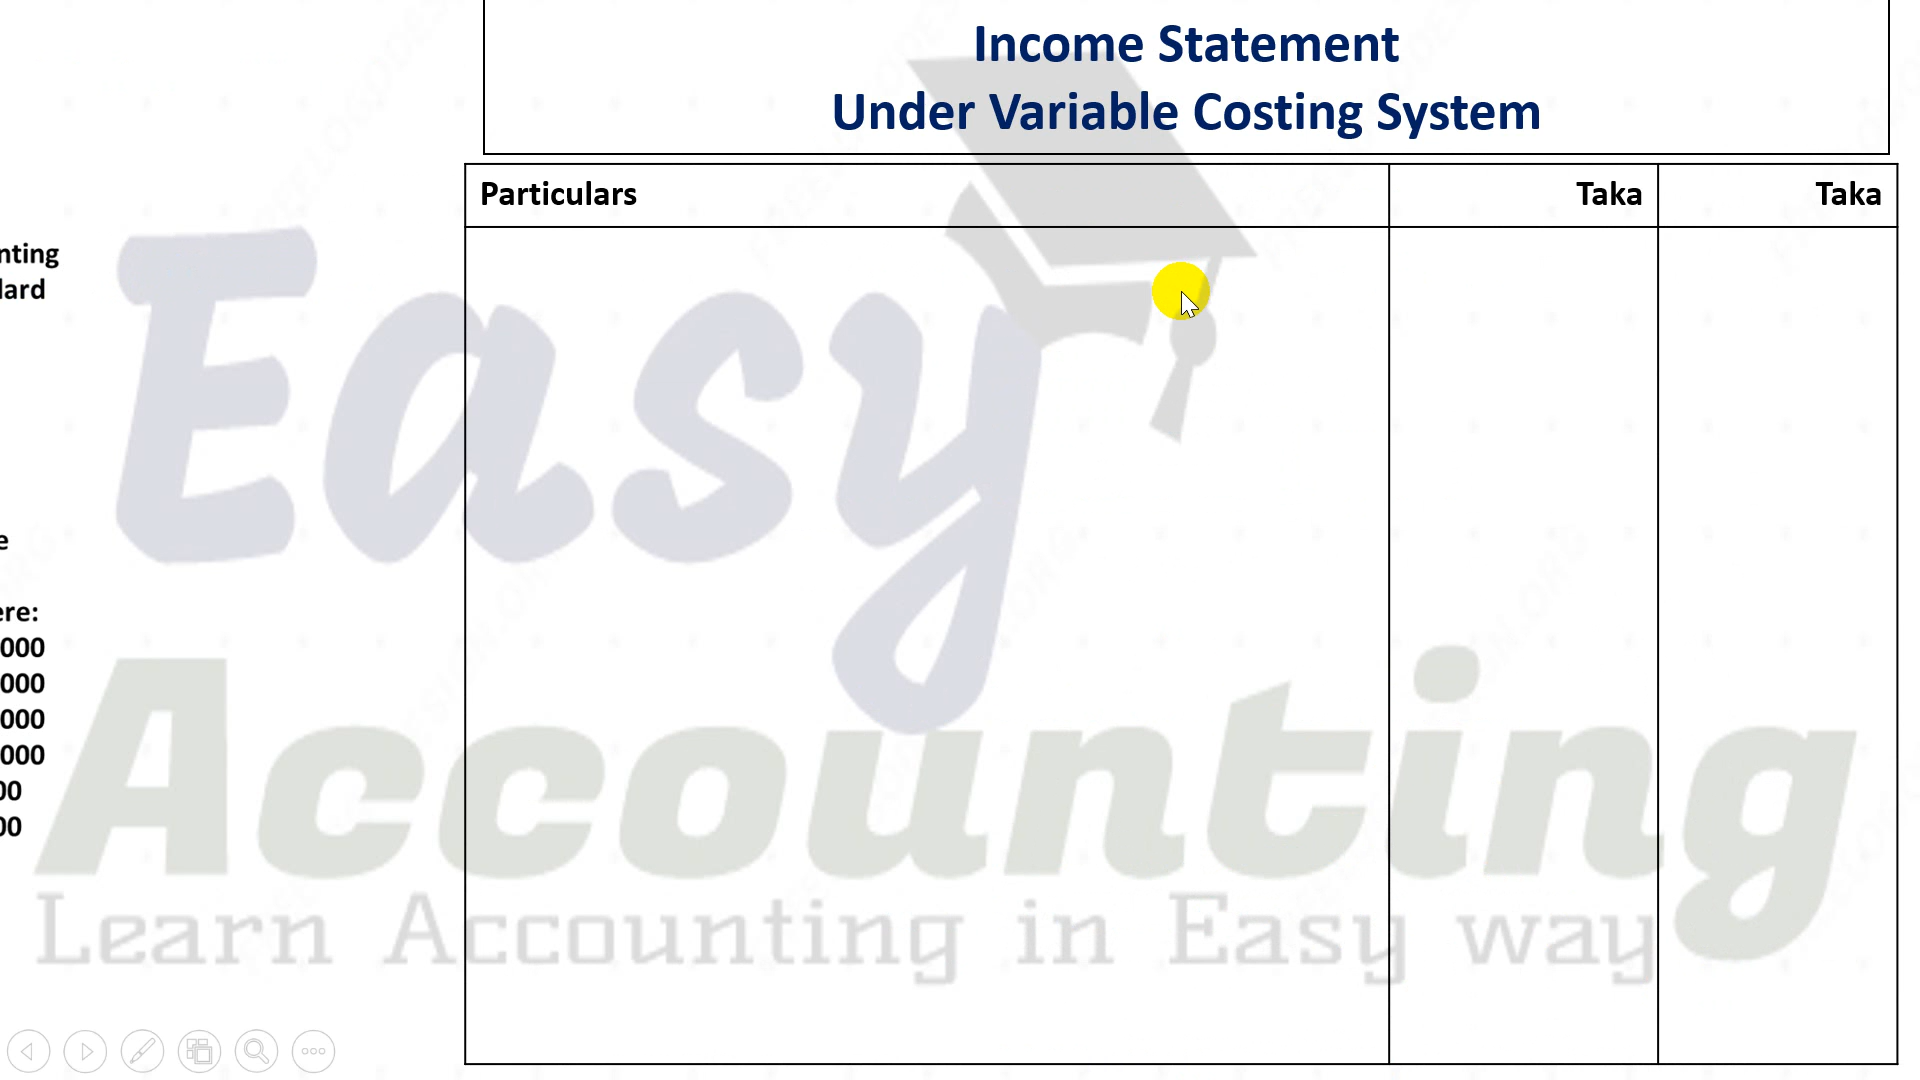 Income Statement
Under Variable Costing System
Particulars Taka Taka
nting
lard
e
ere:
000
000
000
000
00
00
Easy
Accounting
Learn Accounting in Easy way